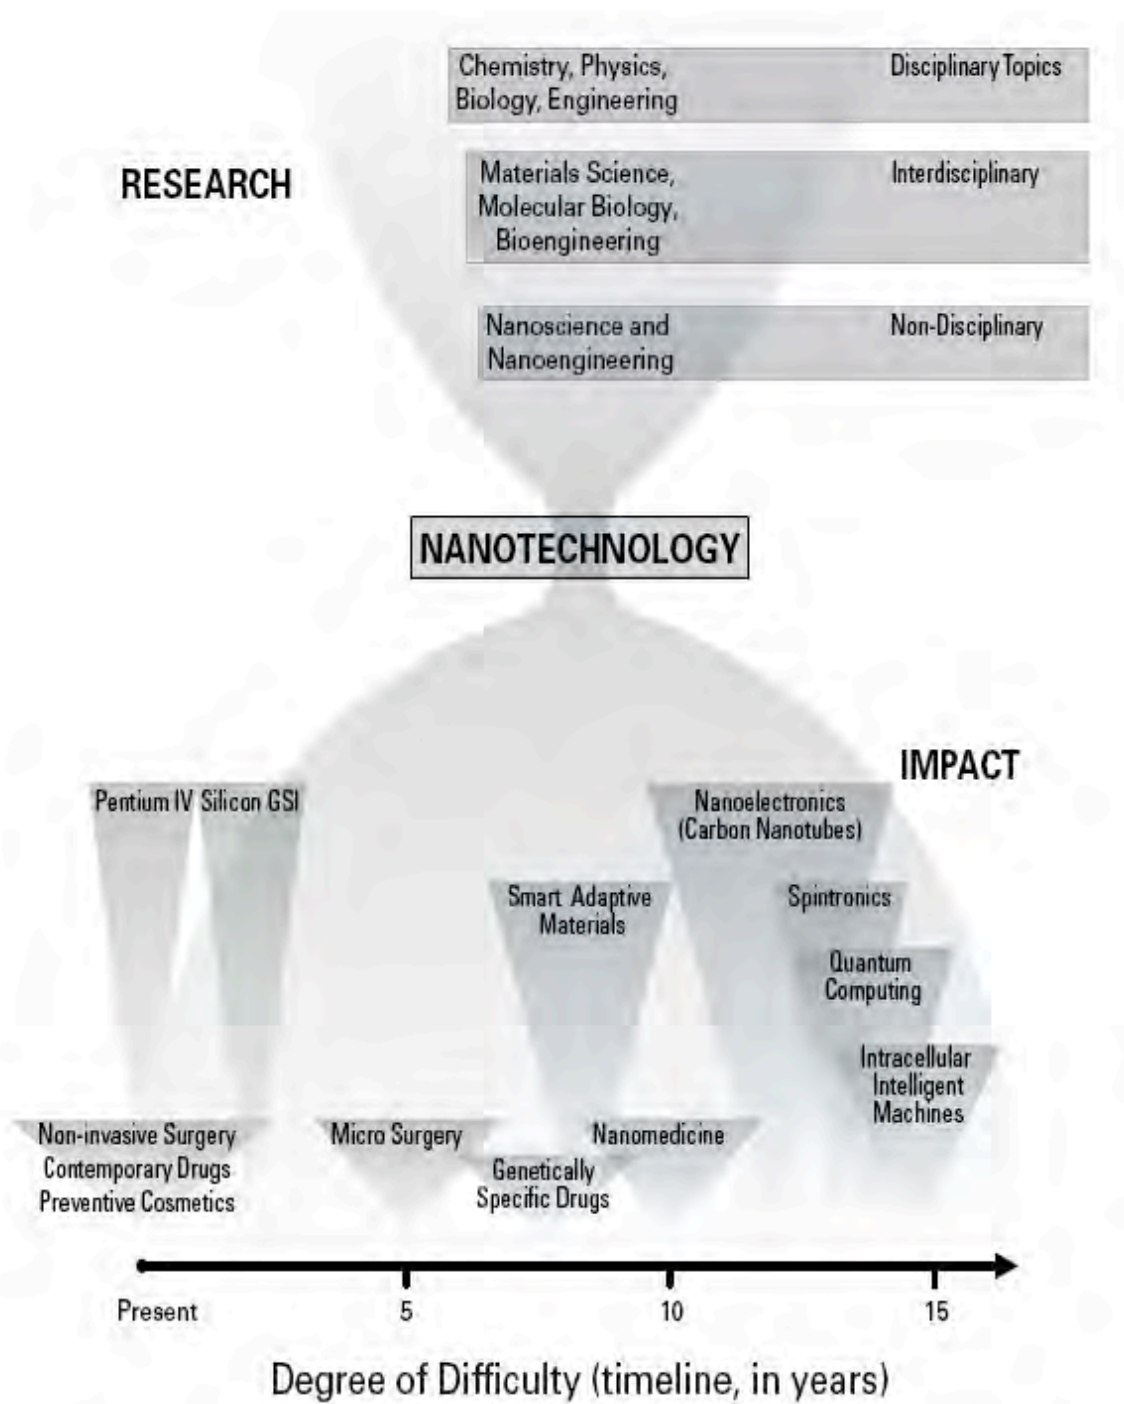 Chemistry, Physics,
Biology, Engineering
Disciplinary Topics
RESEARCH
Materials Science,
Molecular Biology,
Bioengineering
Interdisciplinary
Nanoscience and
Nanoengineering
Non-Disciplinary
NANOTECHNOLOGY
IMPACT
Pentium IV
Silicon GSI
Nanoelectronics
(Carbon Nanotubes)
Smart Adaptive
Materials
Spintronics
Quantum
Computing
Intracellular
Intelligent
Machines
Non-invasive Surgery
Contemporary Drugs
Preventive Cosmetics
Micro Surgery
Genetically
Specific Drugs
Nanomedicine
Present
5
10
15
Degree of Difficulty (timeline, in years)